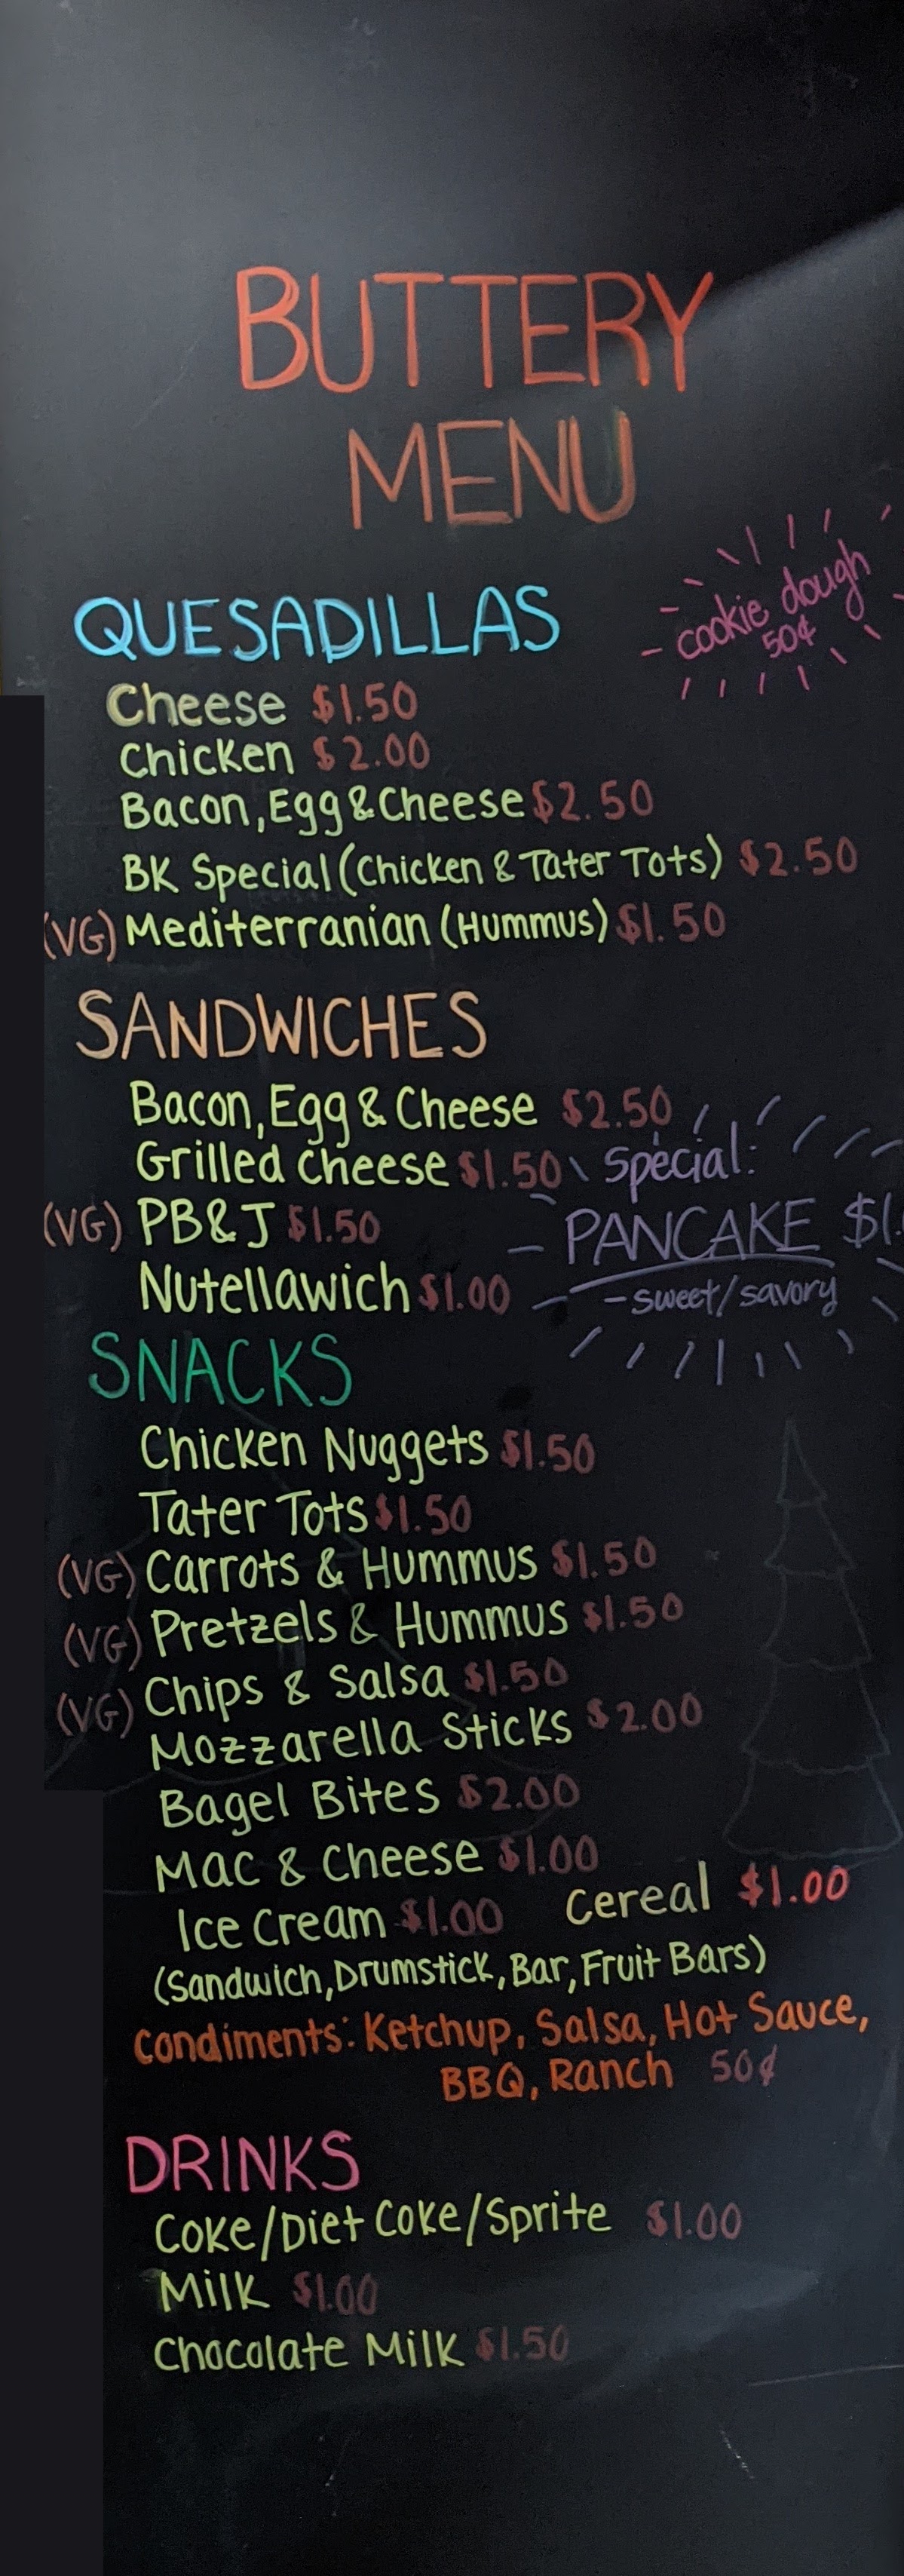 BUTTERY
MENU
cookie dough
50¢
QUESADILLAS
Cheese $1.50
Chicken $2.00
Bacon, Egg & Cheese $2.50
BK Special (Chicken & Tater Tots) $2.50
(VG) Mediterranian (Hummus) $1.50
SANDWICHES
Bacon, Egg & Cheese $2.50
Grilled Cheese $1.50
(VG) PB&J $1.50
Nutellawich $1.00
Special:
PANCAKE $1.
-sweet/savory
SNACKS
Chicken Nuggets $1.50
Tater Tots $1.50
(VG) Carrots & Hummus $1.50
(VG) Pretzels & Hummus $1.50
(VG) Chips & Salsa $1.50
Mozzarella Sticks $2.00
Bagel Bites $2.00
Mac & Cheese $1.00
Ice Cream $1.00 Cereal $1.00
(Sandwich, Drumstick, Bar, Fruit Bars)
Condiments: Ketchup, Salsa, Hot Sauce,
BBQ, Ranch 50¢
DRINKS
Coke/Diet Coke/Sprite $1.00
Milk $1.00
Chocolate Milk $1.50